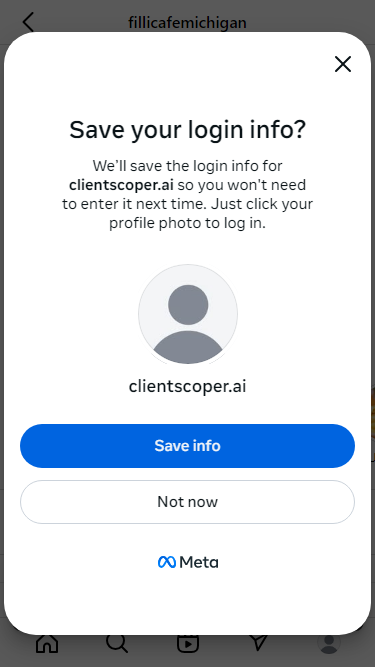 fillicafemichigan
Save your login info?
We'll save the login info for
clientscoper.ai so you won't need
to enter it next time. Just click your
profile photo to log in.
clientscoper.ai
Save info
Not now
Meta